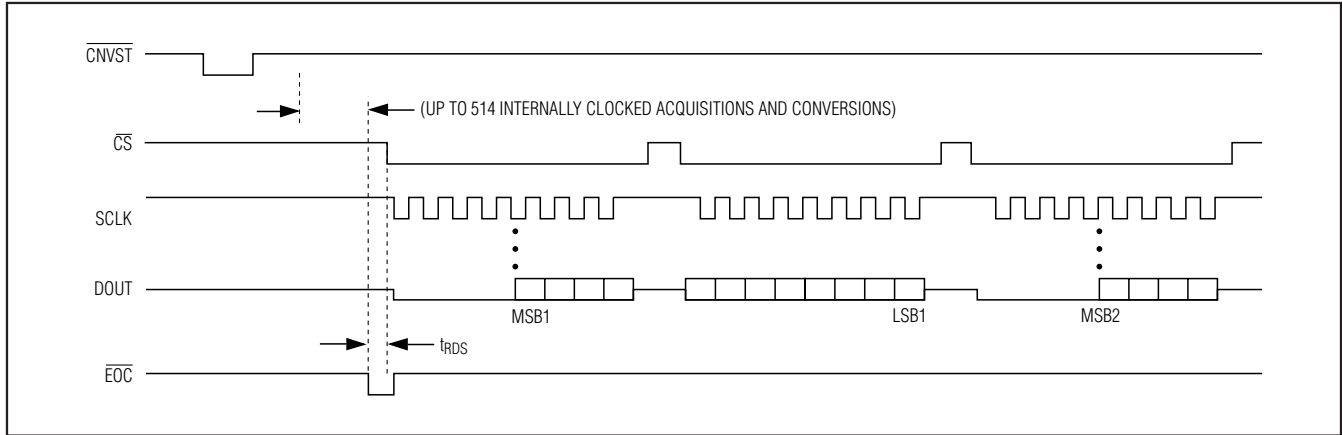 CNVST
(UP TO 514 INTERNALLY CLOCKED ACQUISITIONS AND CONVERSIONS)
CS
SCLK
DOUT
MSB1 LSB1 MSB2
tRDS
EOC